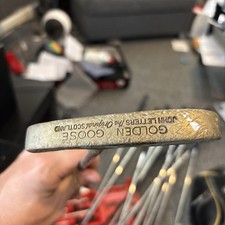 GOLDEN GOOSE
JOHN LETTERS The Original SCOTLAND